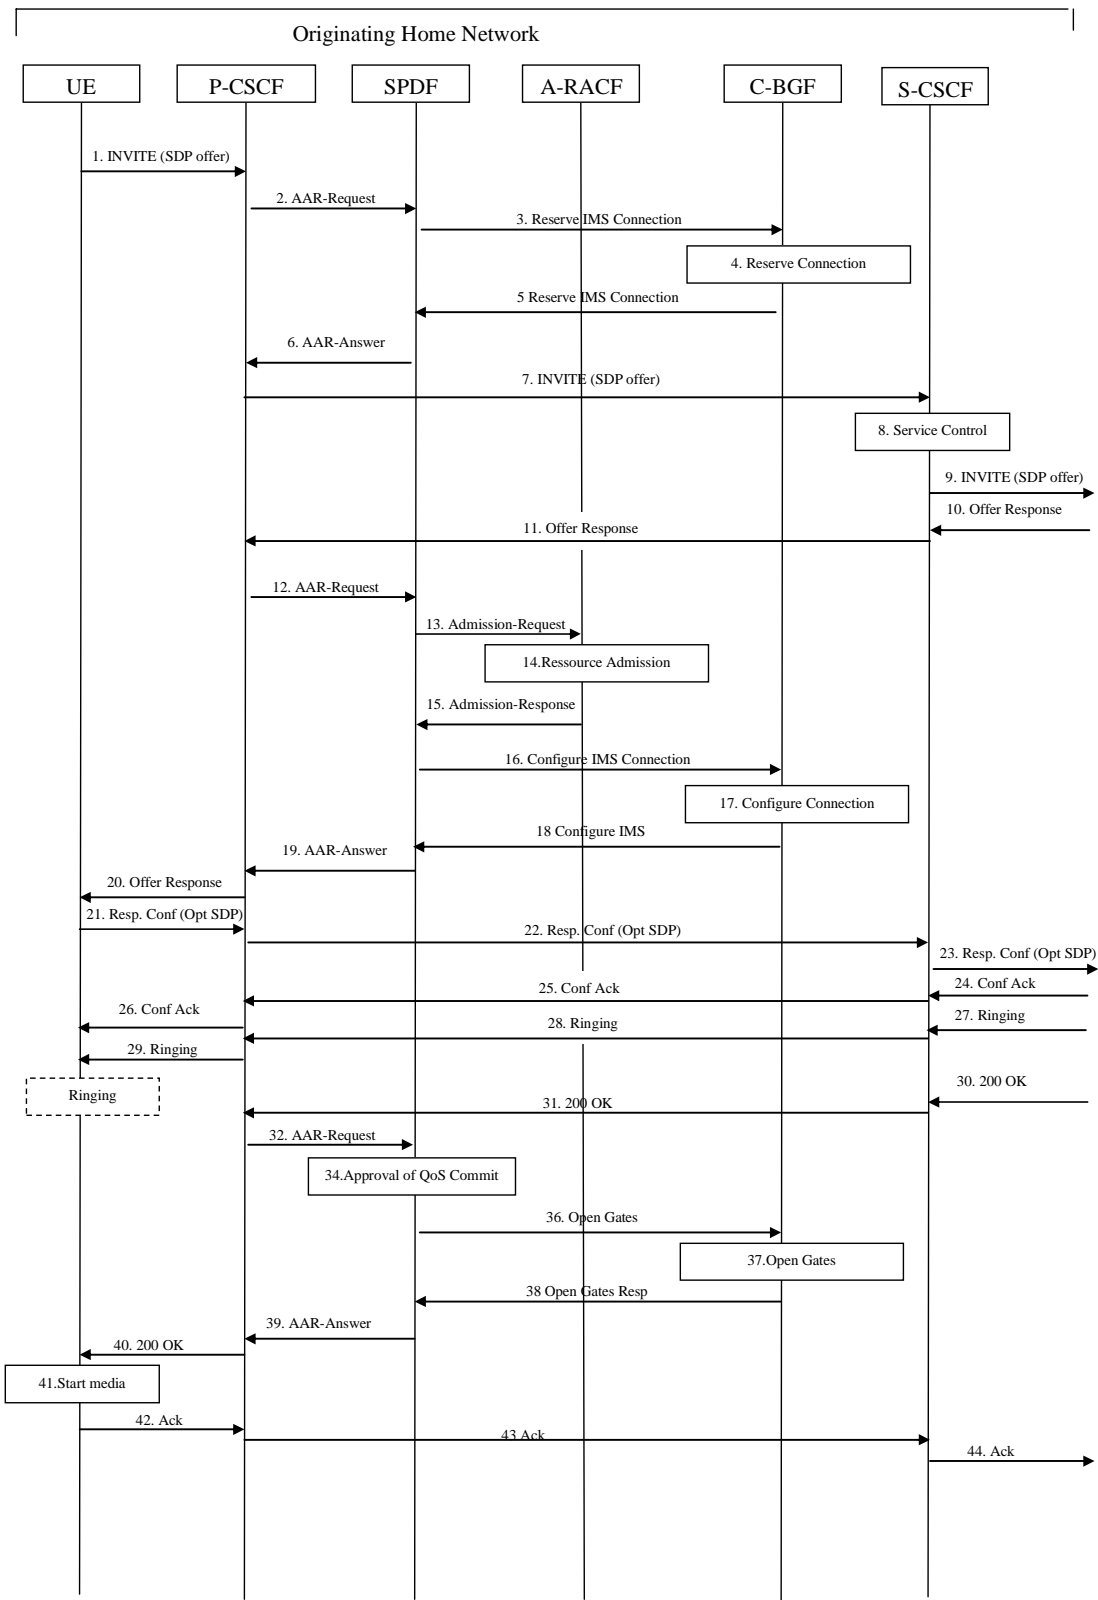 Originating Home Network
UE
P-CSCF
SPDF
A-RACF
C-BGF
S-CSCF
1. INVITE (SDP offer)
2. AAR-Request
3. Reserve IMS Connection
4. Reserve Connection
5 Reserve IMS Connection
6. AAR-Answer
7. INVITE (SDP offer)
8. Service Control
9. INVITE (SDP offer)
10. Offer Response
11. Offer Response
12. AAR-Request
13. Admission-Request
14.Ressource Admission
15. Admission-Response
16. Configure IMS Connection
17. Configure Connection
18 Configure IMS
19. AAR-Answer
20. Offer Response
21. Resp. Conf (Opt SDP)
22. Resp. Conf (Opt SDP)
23. Resp. Conf (Opt SDP)
24. Conf Ack
25. Conf Ack
26. Conf Ack
27. Ringing
28. Ringing
29. Ringing
Ringing
30. 200 OK
31. 200 OK
32. AAR-Request
34.Approval of QoS Commit
36. Open Gates
37.Open Gates
38 Open Gates Resp
39. AAR-Answer
40. 200 OK
41.Start media
42. Ack
43 Ack
44. Ack